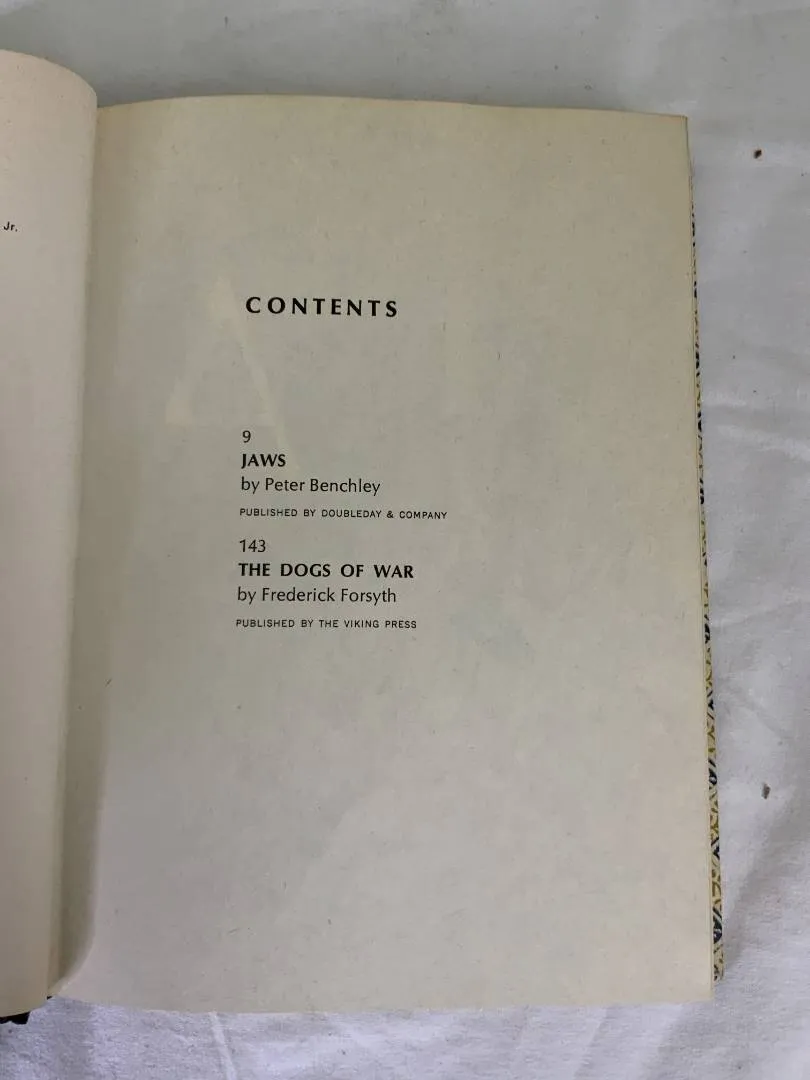 Jr.
CONTENTS
9
JAWS
by Peter Benchley
PUBLISHED BY DOUBLEDAY & COMPANY
143
THE DOGS OF WAR
by Frederick Forsyth
PUBLISHED BY THE VIKING PRESS